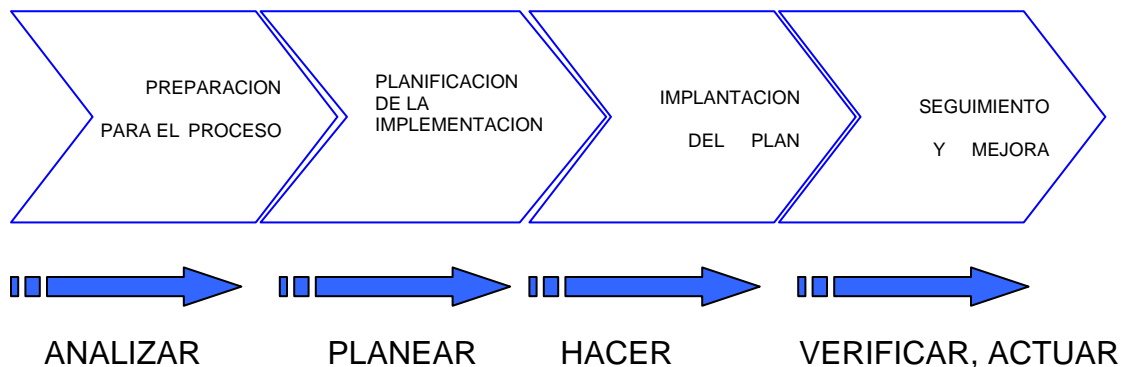 PREPARACION
PARA EL PROCESO
PLANIFICACION
DE LA
IMPLEMENTACION
IMPLANTACION
DEL PLAN
SEGUIMIENTO
Y MEJORA
ANALIZAR
PLANEAR
HACER
VERIFICAR, ACTUAR